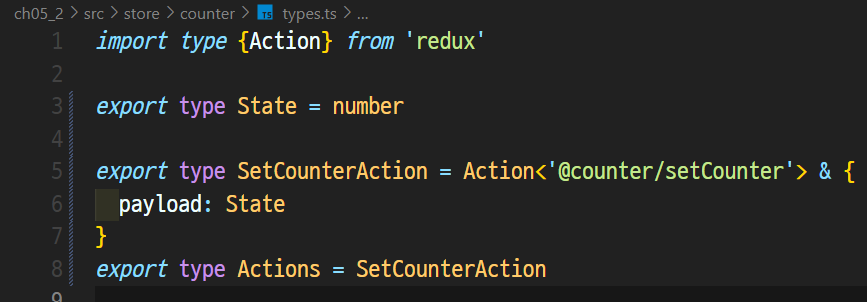 ch05_2 > src > store > counter > TS types.ts > ...
1 import type {Action} from 'redux'
2
3 export type State = number
4
5 export type SetCounterAction = Action<'@counter/setCounter'> & {
6   payload: State
7 }
8 export type Actions = SetCounterAction
9